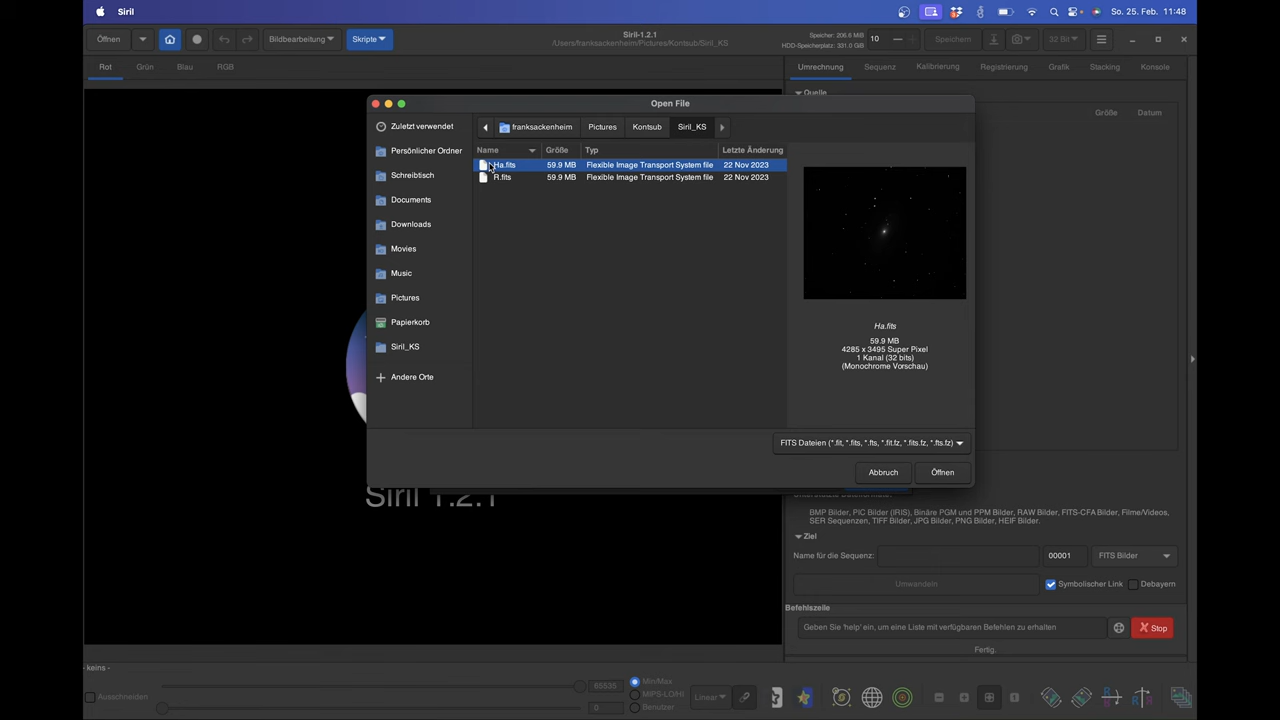 Siril
So. 25. Feb. 11:48
Öffnen
Bildbearbeitung
Skripte
Siril-1.2.1
/Users/franksackenheim/Pictures/Kontsub/Siril_KS
Speicher: 206.6 MiB
HDD-Speicherplatz: 331.0 GiB
10
Speichern
32 Bit
Rot
Grün
Blau
RGB
Umrechnung
Sequenz
Kalibrierung
Registrierung
Grafik
Stacking
Konsole
Quelle
Größe
Datum
Open File
Zuletzt verwendet
Persönlicher Ordner
Schreibtisch
Documents
Downloads
Movies
Music
Pictures
Papierkorb
Siril_KS
Andere Orte
franksackenheim
Pictures
Kontsub
Siril_KS
Name
Größe
Typ
Letzte Änderung
Ha.fits 59.9 MB Flexible Image Transport System file 22 Nov 2023
R.fits 59.9 MB Flexible Image Transport System file 22 Nov 2023
Ha.fits
59.9 MB
4285 x 3495 Super Pixel
1 Kanal (32 bits)
(Monochrome Vorschau)
FITS Dateien (*.fit, *.fits, *.fts, *.fit.fz, *.fits.fz, *.fts.fz)
Abbruch
Öffnen
Siril 1.2.1
BMP Bilder, PIC Bilder (IRIS), Binäre PGM und PPM Bilder, RAW Bilder, FITS-CFA Bilder, Filme/Videos,
SER Sequenzen, TIFF Bilder, JPG Bilder, PNG Bilder, HEIF Bilder.
Ziel
Name für die Sequenz:
00001
FITS Bilder
Umwandeln
Symbolischer Link
Debayern
Befehlszeile
Geben Sie 'help' ein, um eine Liste mit verfügbaren Befehlen zu erhalten
Stop
Fertig.
- keins -
Ausschneiden
65535
0
Min/Max
MIPS-LO/HI
Benutzer
Linear